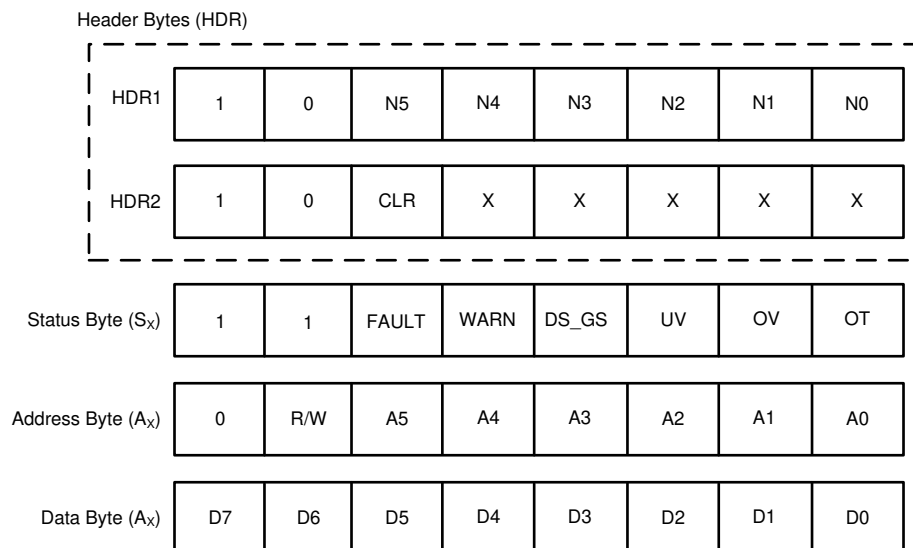 Header Bytes (HDR)
HDR1 1 0 N5 N4 N3 N2 N1 N0
HDR2 1 0 CLR X X X X X
Status Byte (SX) 1 1 FAULT WARN DS_GS UV OV OT
Address Byte (AX) 0 R/W A5 A4 A3 A2 A1 A0
Data Byte (AX) D7 D6 D5 D4 D3 D2 D1 D0